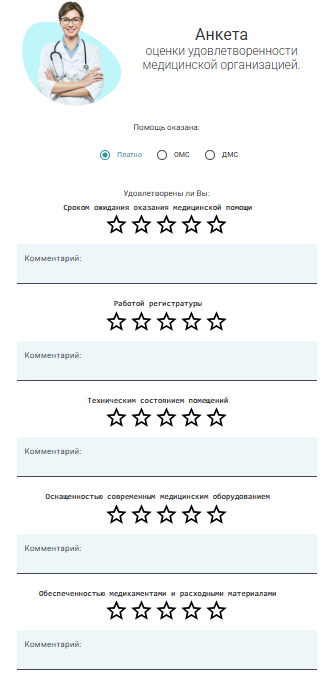 Анкета
оценки удовлетворенности
медицинской организацией.
Помощь оказана:
Платно ОМС ДМС
Удовлетворены ли Вы:
Сроком ожидания оказания медицинской помощи
Комментарий:
Работой регистратуры
Комментарий:
Техническим состоянием помещений
Комментарий:
Оснащенностью современным медицинским оборудованием
Комментарий:
Обеспеченностью медикаментами и расходными материалами
Комментарий: